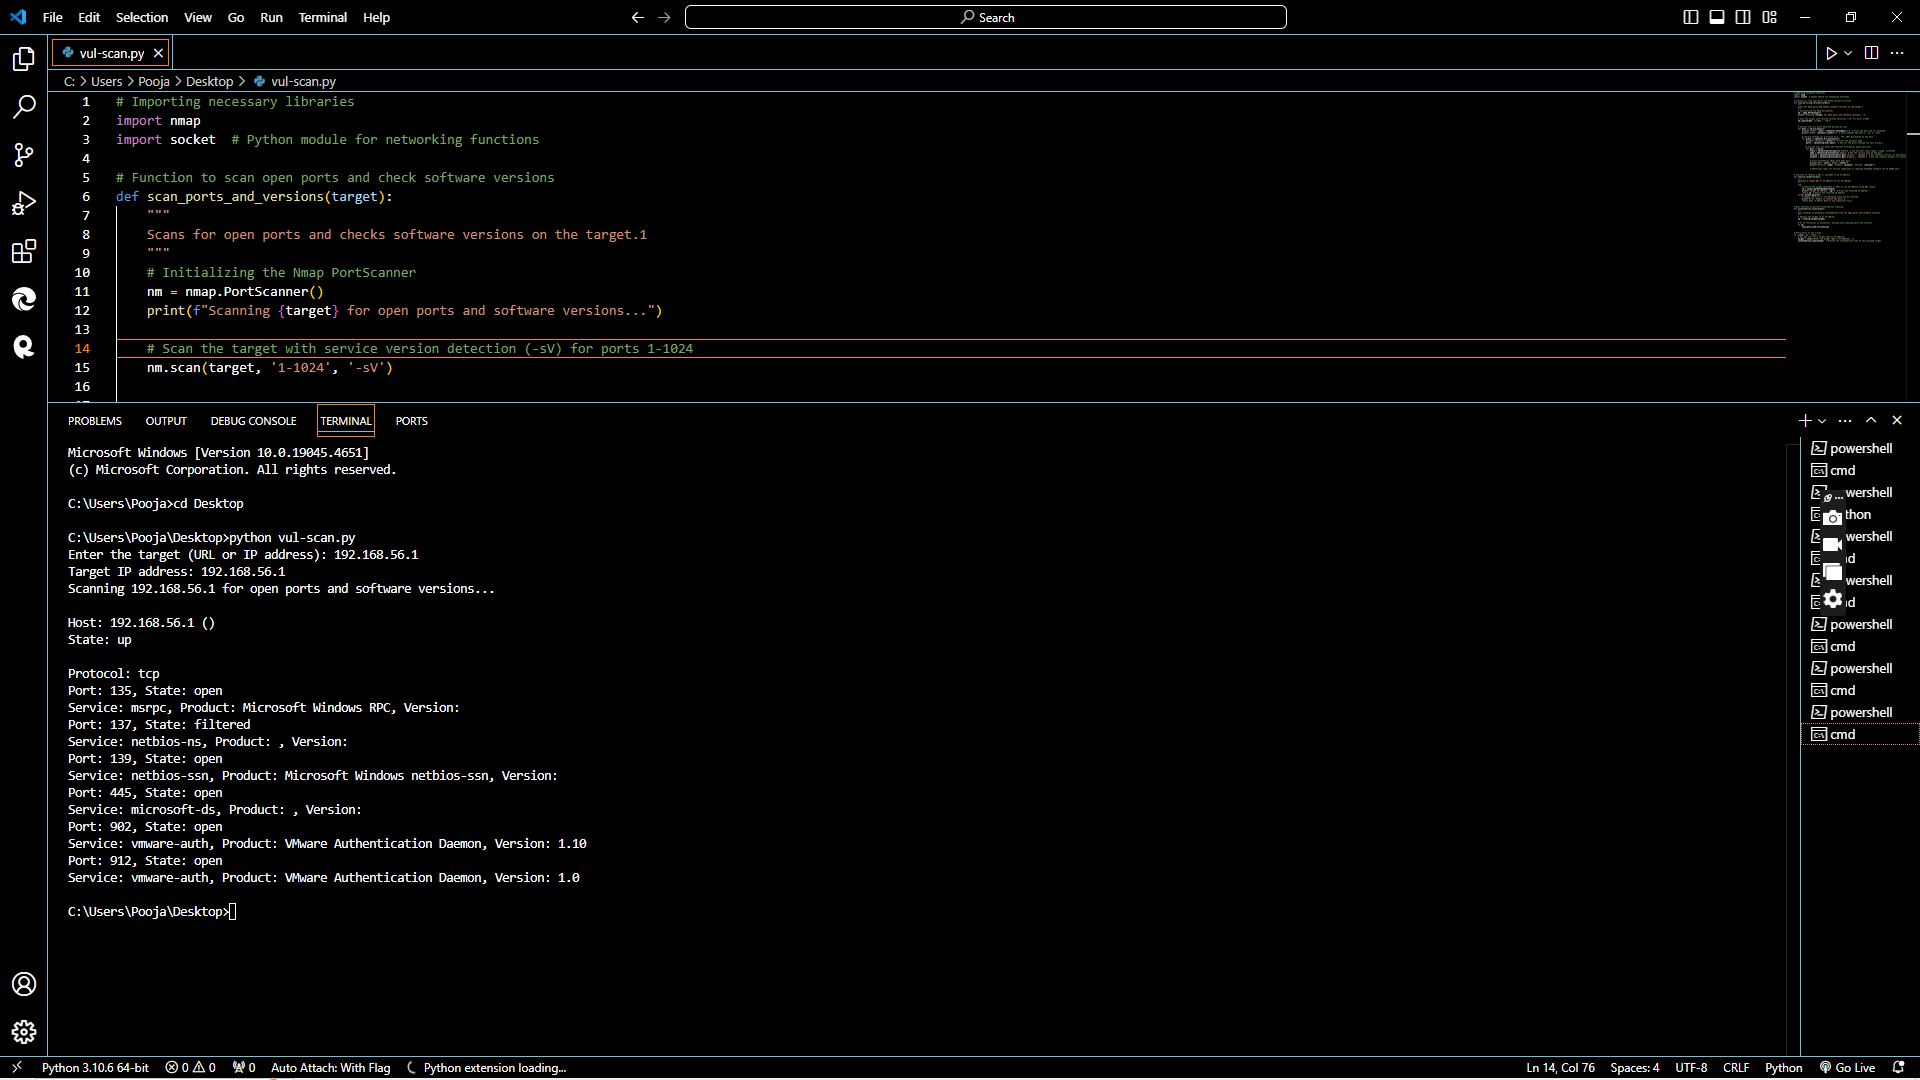 File Edit Selection View Go Run Terminal Help
Search
vul-scan.py
C: > Users > Pooja > Desktop > vul-scan.py
1 # Importing necessary libraries
2 import nmap
3 import socket  # Python module for networking functions
4
5 # Function to scan open ports and check software versions
6 def scan_ports_and_versions(target):
7     """
8     Scans for open ports and checks software versions on the target.1
9     """
10     # Initializing the Nmap PortScanner
11     nm = nmap.PortScanner()
12     print(f"Scanning {target} for open ports and software versions...")
13
14     # Scan the target with service version detection (-sV) for ports 1-1024
15     nm.scan(target, '1-1024', '-sV')
16
PROBLEMS OUTPUT DEBUG CONSOLE TERMINAL PORTS
Microsoft Windows [Version 10.0.19045.4651]
(c) Microsoft Corporation. All rights reserved.
C:\Users\Pooja>cd Desktop
C:\Users\Pooja\Desktop>python vul-scan.py
Enter the target (URL or IP address): 192.168.56.1
Target IP address: 192.168.56.1
Scanning 192.168.56.1 for open ports and software versions...
Host: 192.168.56.1 ()
State: up
Protocol: tcp
Port: 135, State: open
Service: msrpc, Product: Microsoft Windows RPC, Version:
Port: 137, State: filtered
Service: netbios-ns, Product: , Version:
Port: 139, State: open
Service: netbios-ssn, Product: Microsoft Windows netbios-ssn, Version:
Port: 445, State: open
Service: microsoft-ds, Product: , Version:
Port: 902, State: open
Service: vmware-auth, Product: VMware Authentication Daemon, Version: 1.10
Port: 912, State: open
Service: vmware-auth, Product: VMware Authentication Daemon, Version: 1.0
C:\Users\Pooja\Desktop>
powershell
cmd
wershell
thon
wershell
d
wershell
d
powershell
cmd
powershell
cmd
powershell
cmd
Python 3.10.6 64-bit 0 0 0 Auto Attach: With Flag Python extension loading... Ln 14, Col 76 Spaces: 4 UTF-8 CRLF Python Go Live